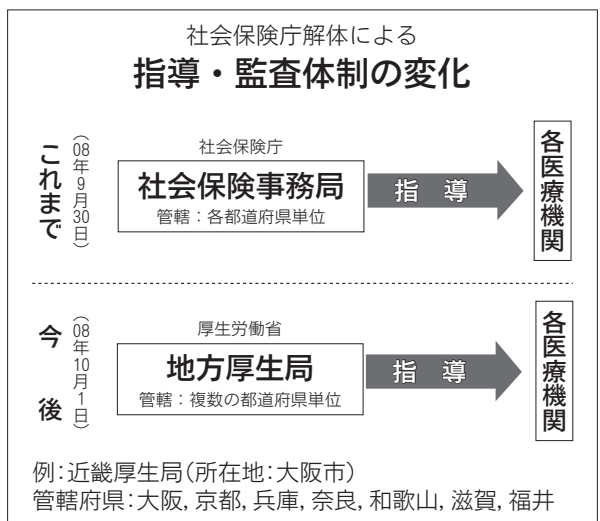 社会保険庁解体による
指導・監査体制の変化
これまで
(08年9月30日)
社会保険庁
社会保険事務局
管轄：各都道府県単位
指導
各医療機関
今後
(08年10月1日)
厚生労働省
地方厚生局
管轄：複数の都道府県単位
指導
各医療機関
例：近畿厚生局(所在地：大阪市)
管轄府県：大阪, 京都, 兵庫, 奈良, 和歌山, 滋賀, 福井